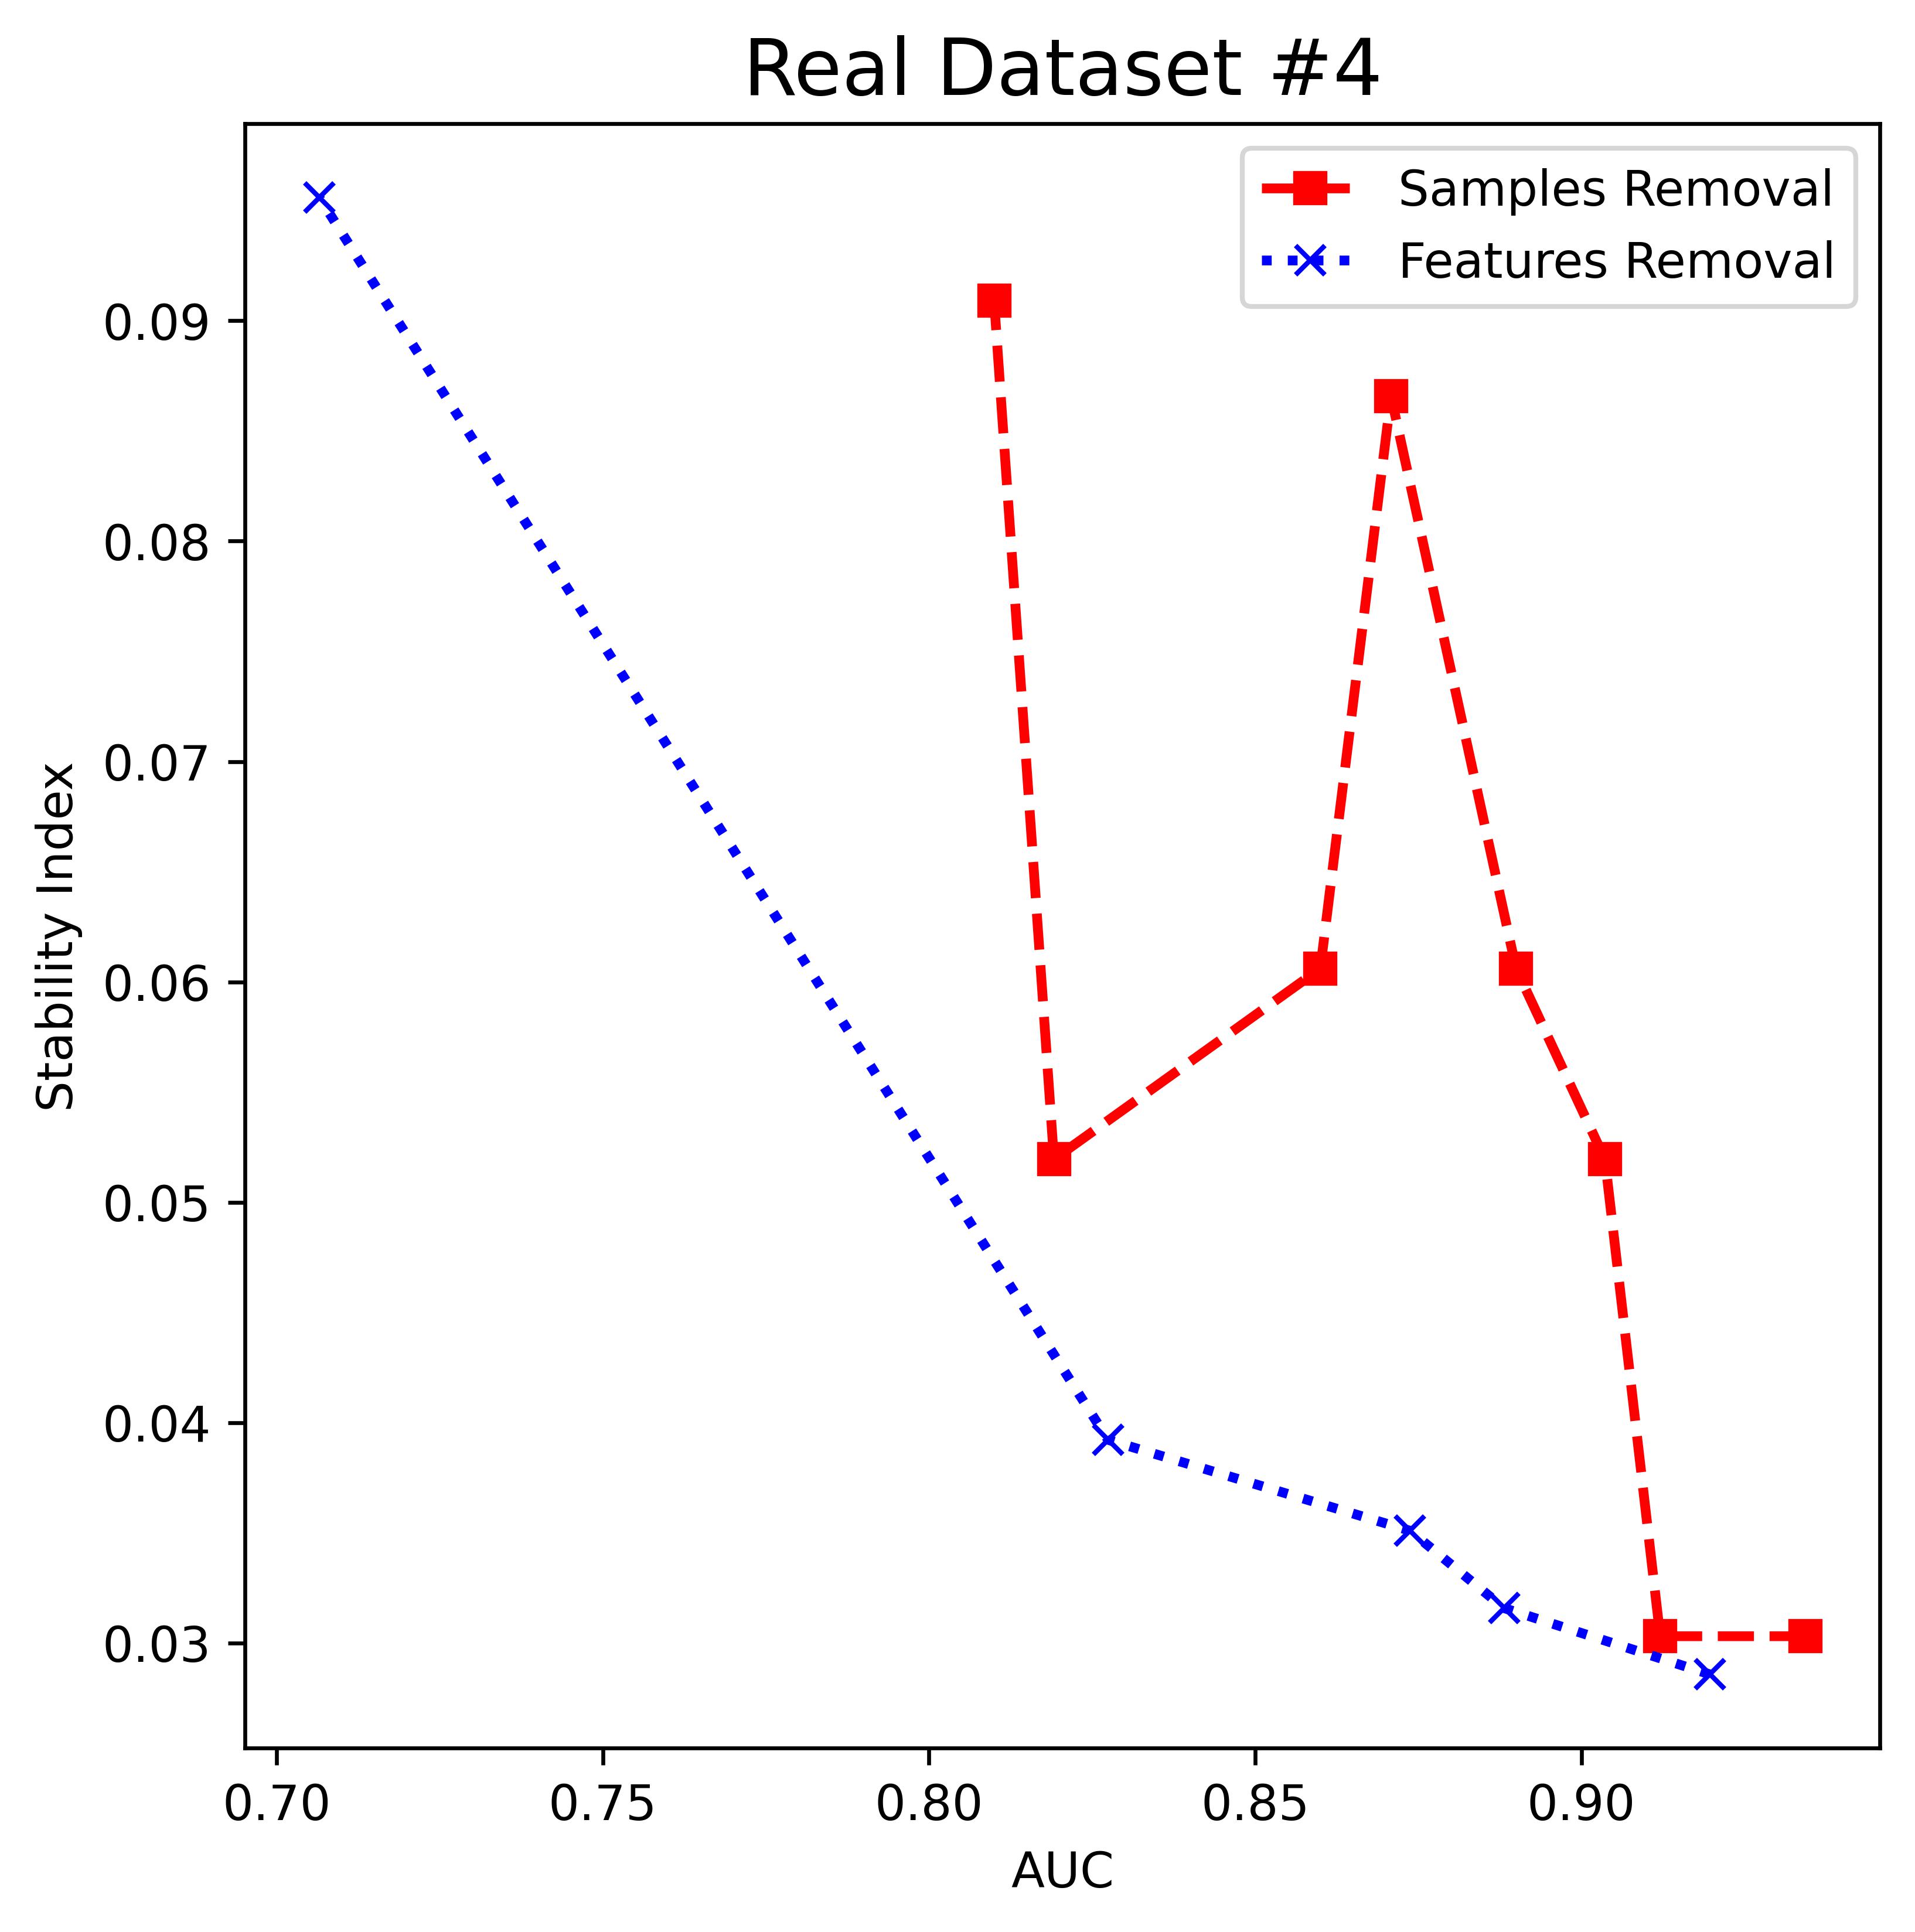 Real Dataset #4
Samples Removal
Features Removal
Stability Index
0.09
0.08
0.07
0.06
0.05
0.04
0.03
0.70 0.75 0.80 0.85 0.90
AUC